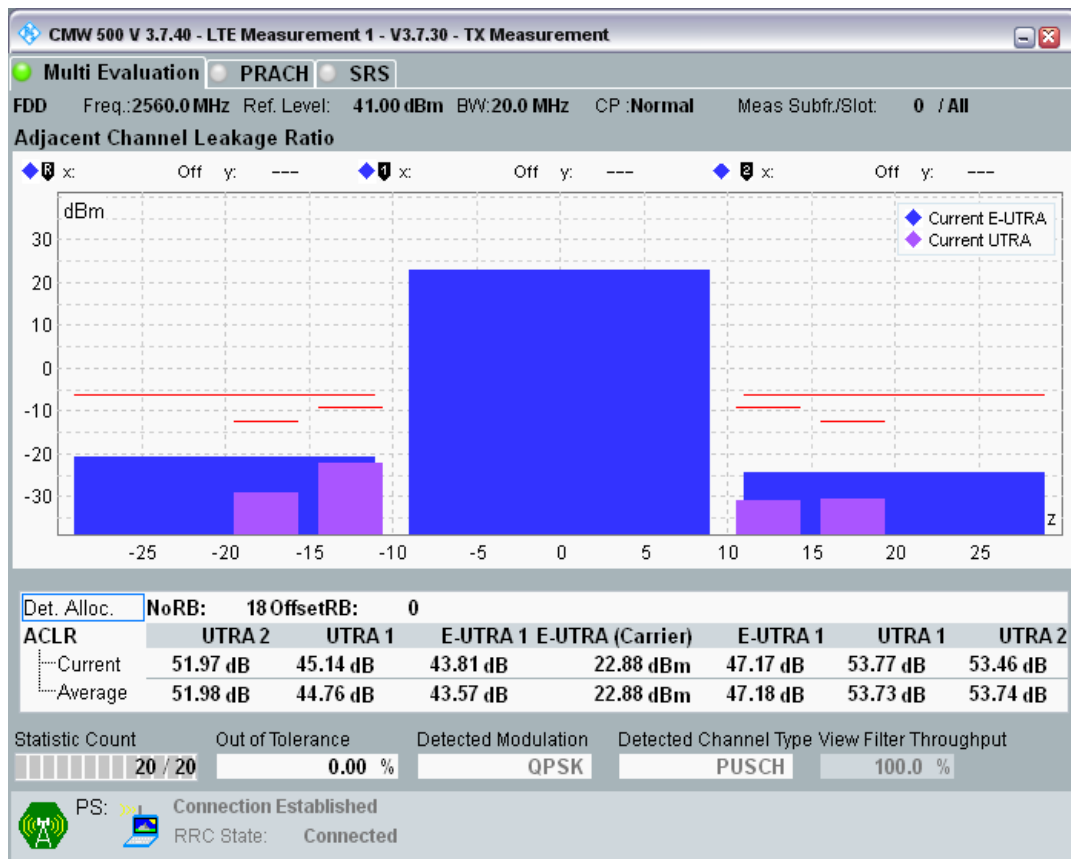 CMW 500 V 3.7.40 - LTE Measurement 1 - V3.7.30 - TX Measurement
Multi Evaluation PRACH SRS
FDD Freq.:2560.0 MHz Ref. Level: 41.00 dBm BW:20.0 MHz CP :Normal Meas Subfr./Slot: 0 / All
Adjacent Channel Leakage Ratio
R x: Off y: --- 1 x: Off y: --- 2 x: Off y: ---
dBm
Current E-UTRA
Current UTRA
30
20
10
0
-10
-20
-30
z
-25 -20 -15 -10 -5 0 5 10 15 20 25
Det. Alloc. NoRB: 18 OffsetRB: 0
ACLR UTRA 2 UTRA 1 E-UTRA 1 E-UTRA (Carrier) E-UTRA 1 UTRA 1 UTRA 2
Current 51.97 dB 45.14 dB 43.81 dB 22.88 dBm 47.17 dB 53.77 dB 53.46 dB
Average 51.98 dB 44.76 dB 43.57 dB 22.88 dBm 47.18 dB 53.73 dB 53.74 dB
Statistic Count Out of Tolerance Detected Modulation Detected Channel Type View Filter Throughput
20 / 20 0.00 % QPSK PUSCH 100.0 %
PS: Connection Established
RRC State: Connected